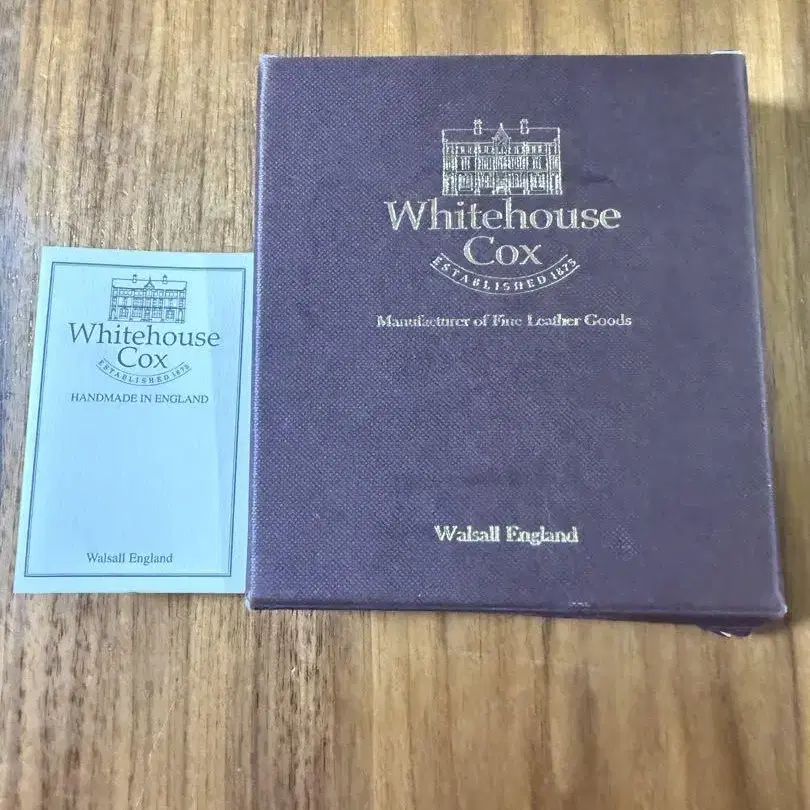 Whitehouse
Cox
ESTABLISHED 1875
HANDMADE IN ENGLAND
Walsall England
Whitehouse
Cox
ESTABLISHED 1875
Manufacturer of Fine Leather Goods
Walsall England